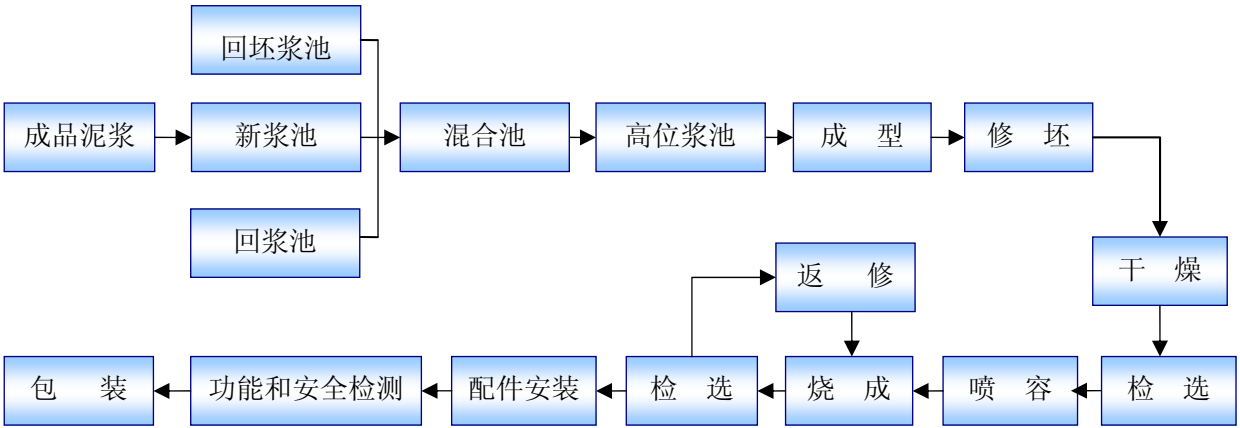 回坯浆池
成品泥浆
新浆池
混合池
高位浆池
成 型
修 坯
回浆池
返 修
干 燥
包 装
功能和安全检测
配件安装
检 选
烧 成
喷 容
检 选